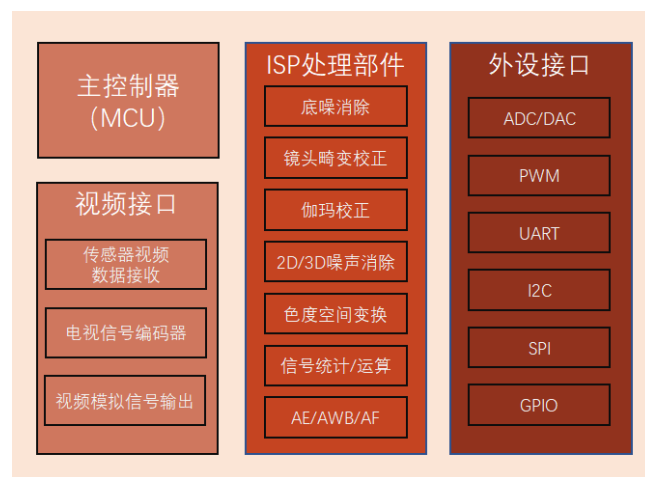 主控制器
（MCU）
视频接口
传感器视频
数据接收
电视信号编码器
视频模拟信号输出
ISP处理部件
底噪消除
镜头畸变校正
伽玛校正
2D/3D噪声消除
色度空间变换
信号统计/运算
AE/AWB/AF
外设接口
ADC/DAC
PWM
UART
I2C
SPI
GPIO